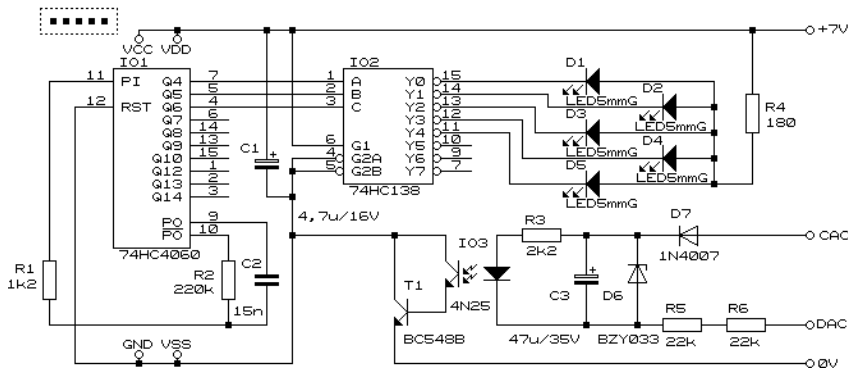 +7V
VCC VDD
IO1 IO2 D1
11 PI Q4 7 1 A Y0 15
Q5 5 2 B Y1 14 LED5mmG D2
12 RST Q6 4 3 C Y2 13
Q7 6 Y3 12 D3 LED5mmG R4
Q8 14 Y4 11 LED5mmG D4 180
Q9 13 C1 + 6 G1 Y5 10
Q10 15 4 G2A Y6 9 D5 LED5mmG
Q12 1 5 G2B Y7 7
Q13 2 74HC138 LED5mmG
Q14 3
4,7u/16V
PO 9 R3 D7
PO 10 IO3 CAC
74HC4060 2k2 1N4007
R1 R2 C2 T1 +
1k2 220k 4N25 C3 D6
15n R5 R6
DAC
BC548B 47u/35V BZY033 22k 22k
GND VSS
0V